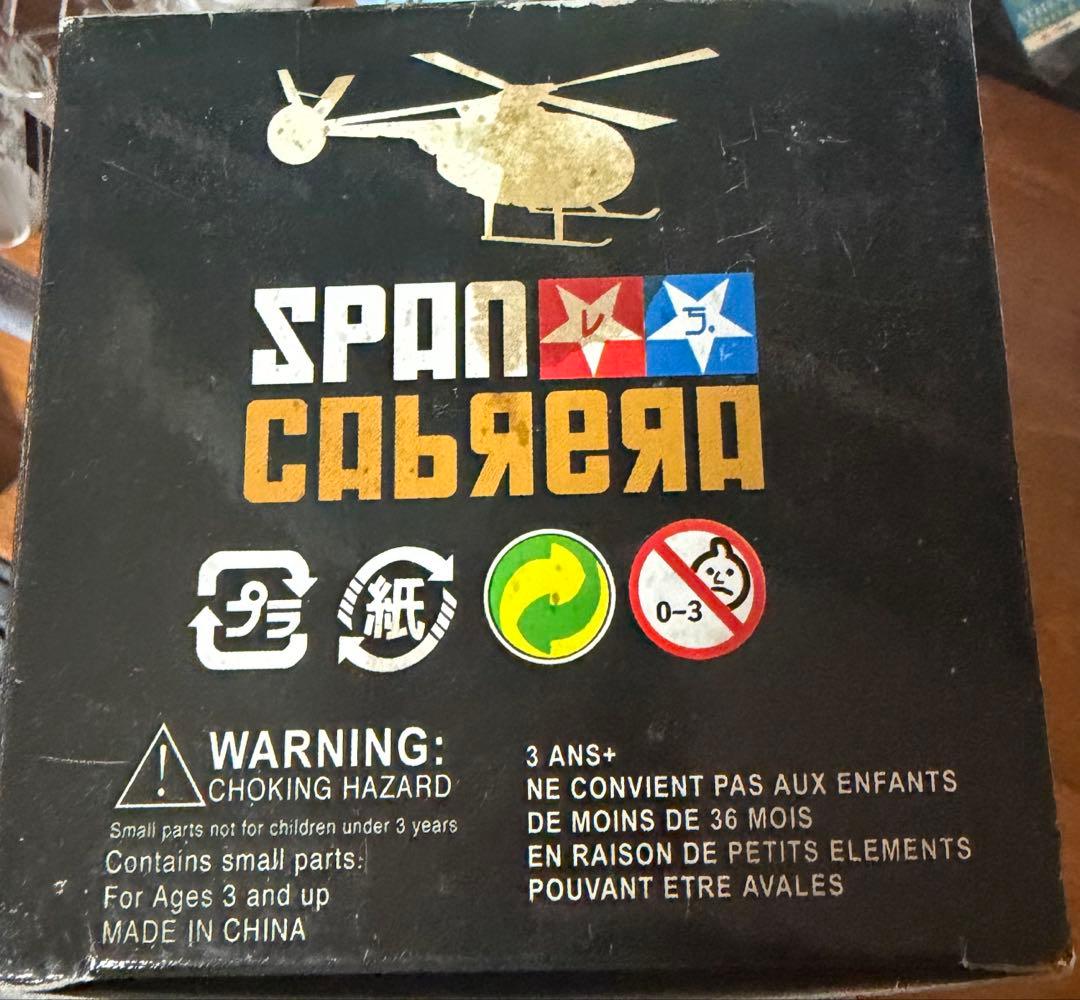 SPAN V S.
CABRERA
プラ
紙
0-3
WARNING:
CHOKING HAZARD
Small parts not for children under 3 years
Contains small parts.
For Ages 3 and up
MADE IN CHINA
3 ANS+
NE CONVIENT PAS AUX ENFANTS
DE MOINS DE 36 MOIS
EN RAISON DE PETITS ELEMENTS
POUVANT ETRE AVALES